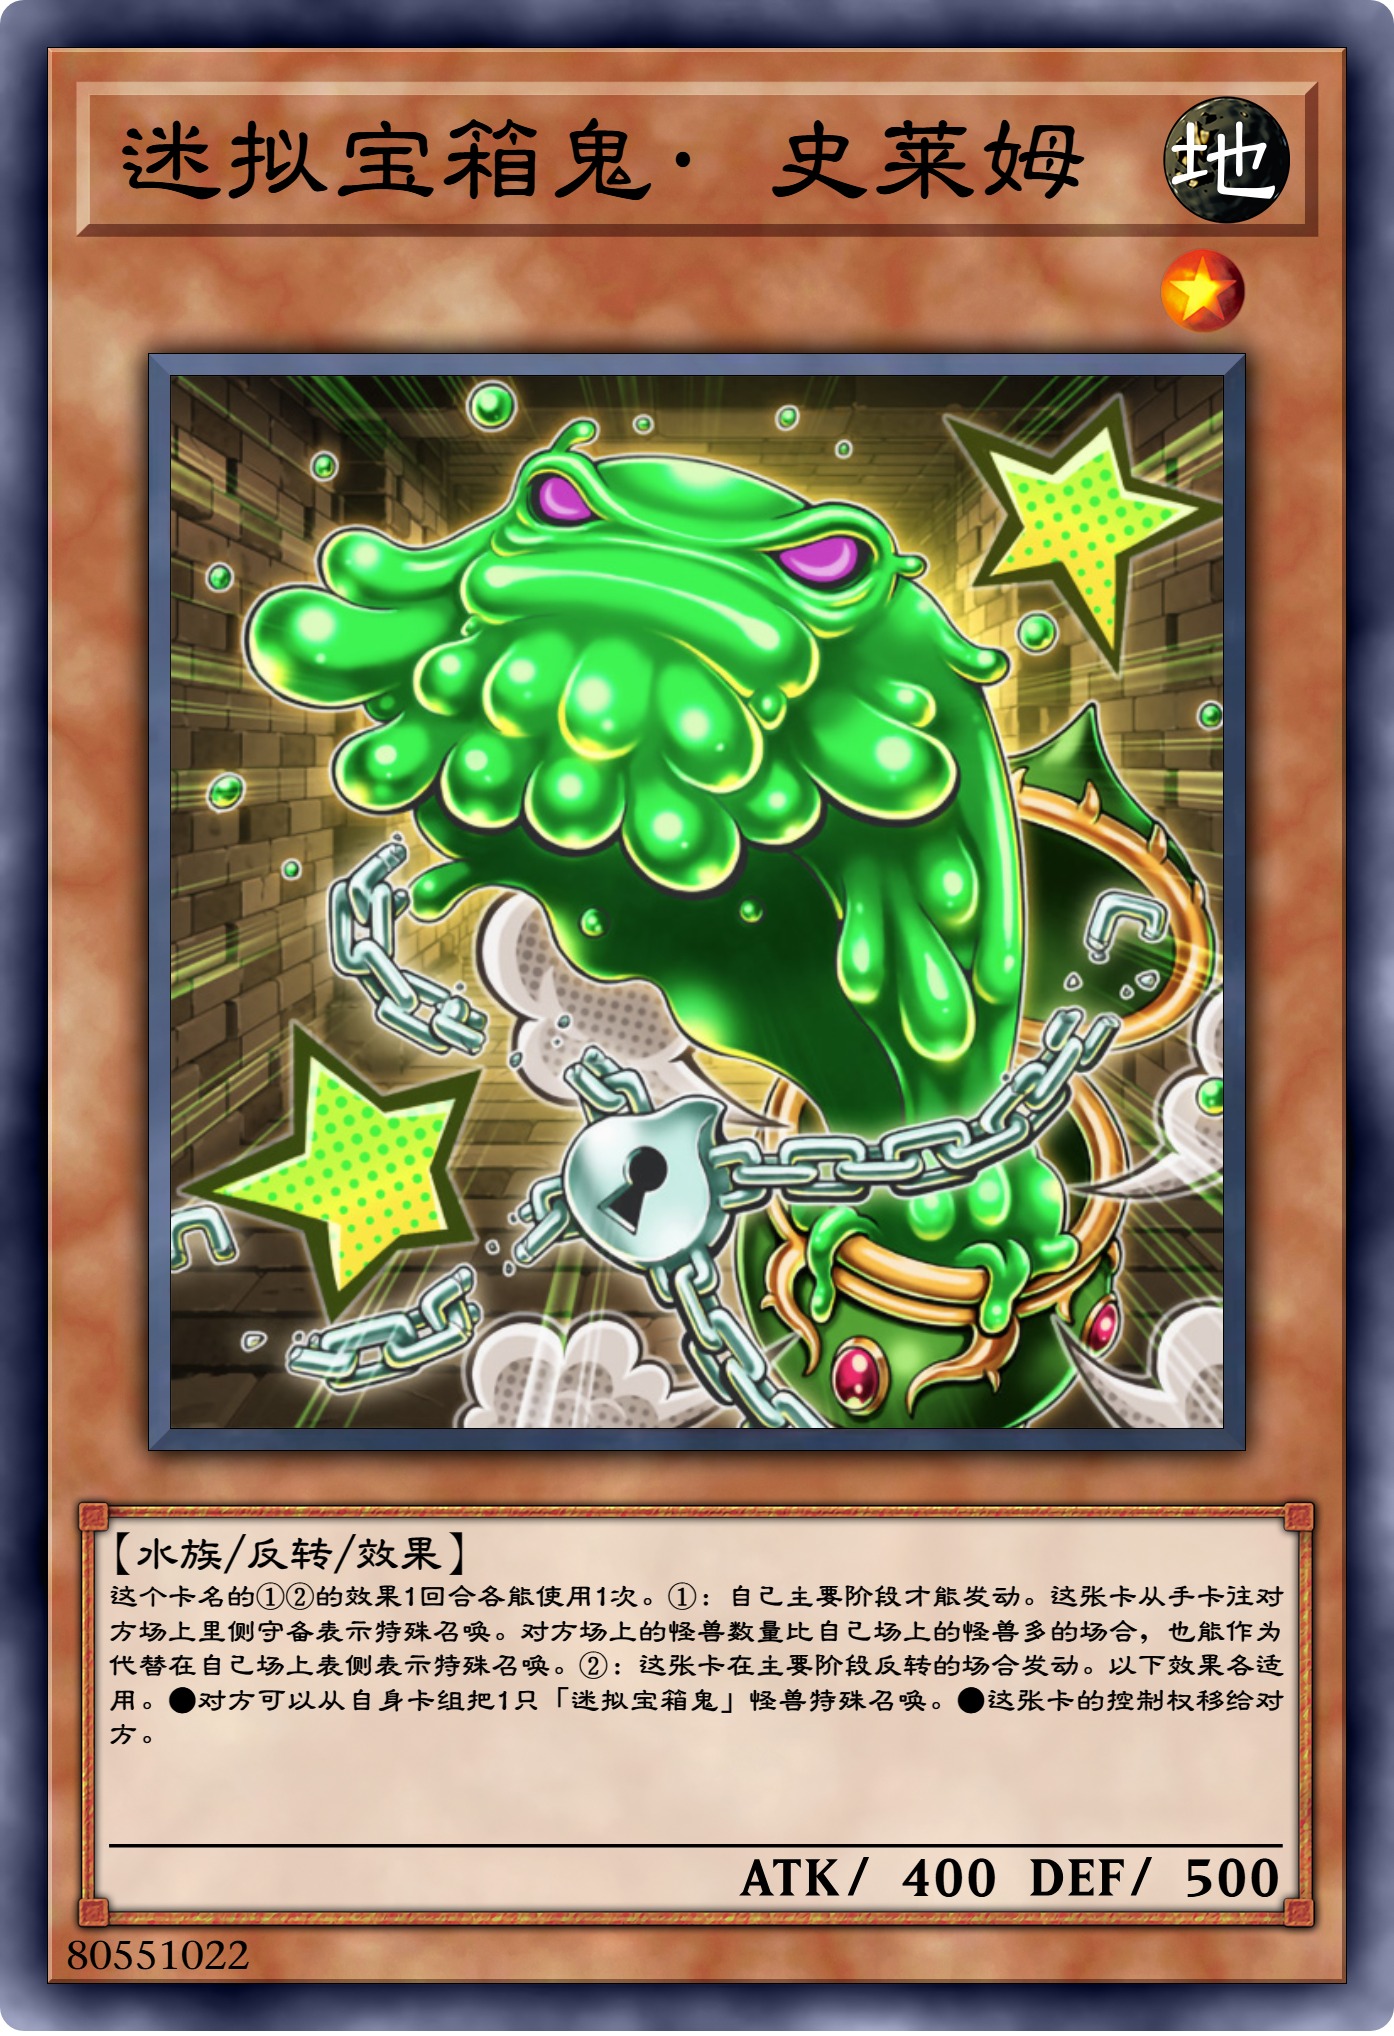 迷拟宝箱鬼·史莱姆
地
【水族/反转/效果】
这个卡名的①②的效果1回合各能使用1次。①：自己主要阶段才能发动。这张卡从手卡往对
方场上里侧守备表示特殊召唤。对方场上的怪兽数量比自己场上的怪兽多的场合，也能作为
代替在自己场上表侧表示特殊召唤。②：这张卡在主要阶段反转的场合发动。以下效果各适
用。●对方可以从自身卡组把1只「迷拟宝箱鬼」怪兽特殊召唤。●这张卡的控制权移给对
方。
ATK/ 400 DEF/ 500
80551022